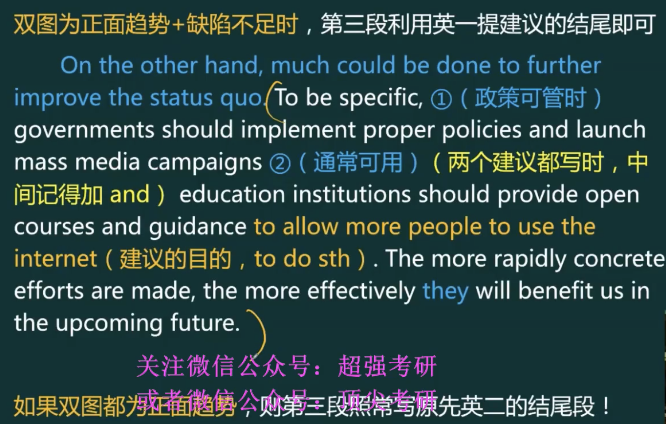 双图为正面趋势+缺陷不足时，第三段利用英一提建议的结尾即可
On the other hand, much could be done to further
improve the status quo. To be specific, ①（政策可管时）
governments should implement proper policies and launch
mass media campaigns ②（通常可用）（两个建议都写时，中
间记得加 and） education institutions should provide open
courses and guidance to allow more people to use the
internet（建议的目的，to do sth）. The more rapidly concrete
efforts are made, the more effectively they will benefit us in
the upcoming future.
关注微信公众号：超强考研
或者微信公众号：顶尖考研
如果双图都为正面趋势，则第三段照常写原先英二的结尾段！